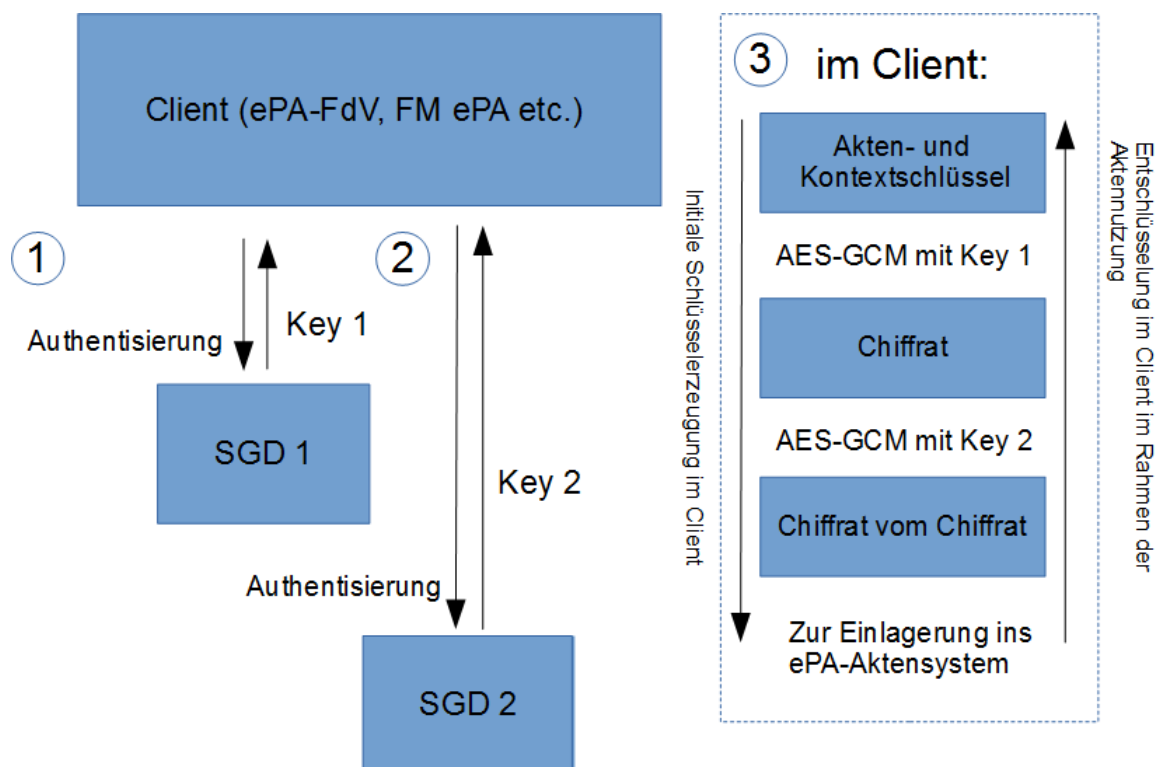 Client (ePA-FdV, FM ePA etc.)
1
Authentisierung
Key 1
SGD 1
2
Authentisierung
Key 2
SGD 2
3
im Client:
Initiale Schlüsselerzeugung im Client
Akten- und
Kontextschlüssel
AES-GCM mit Key 1
Chiffrat
AES-GCM mit Key 2
Chiffrat vom Chiffrat
Zur Einlagerung ins
ePA-Aktensystem
Entschlüsselung im Client im Rahmen der
Aktennutzung